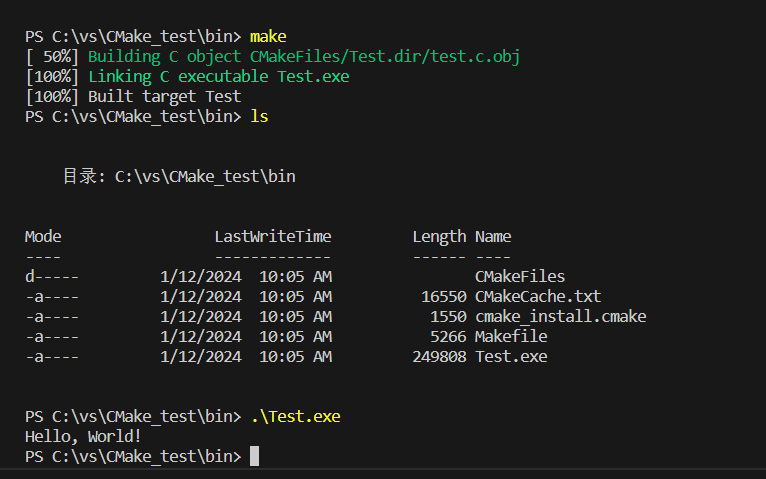 PS C:\vs\CMake_test\bin> make
[ 50%] Building C object CMakeFiles/Test.dir/test.c.obj
[100%] Linking C executable Test.exe
[100%] Built target Test
PS C:\vs\CMake_test\bin> ls
目录: C:\vs\CMake_test\bin
Mode                 LastWriteTime         Length Name
----                 -------------         ------ ----
d-----         1/12/2024  10:05 AM                CMakeFiles
-a----         1/12/2024  10:05 AM          16550 CMakeCache.txt
-a----         1/12/2024  10:05 AM           1550 cmake_install.cmake
-a----         1/12/2024  10:05 AM           5266 Makefile
-a----         1/12/2024  10:05 AM         249808 Test.exe
PS C:\vs\CMake_test\bin> .\Test.exe
Hello, World!
PS C:\vs\CMake_test\bin>